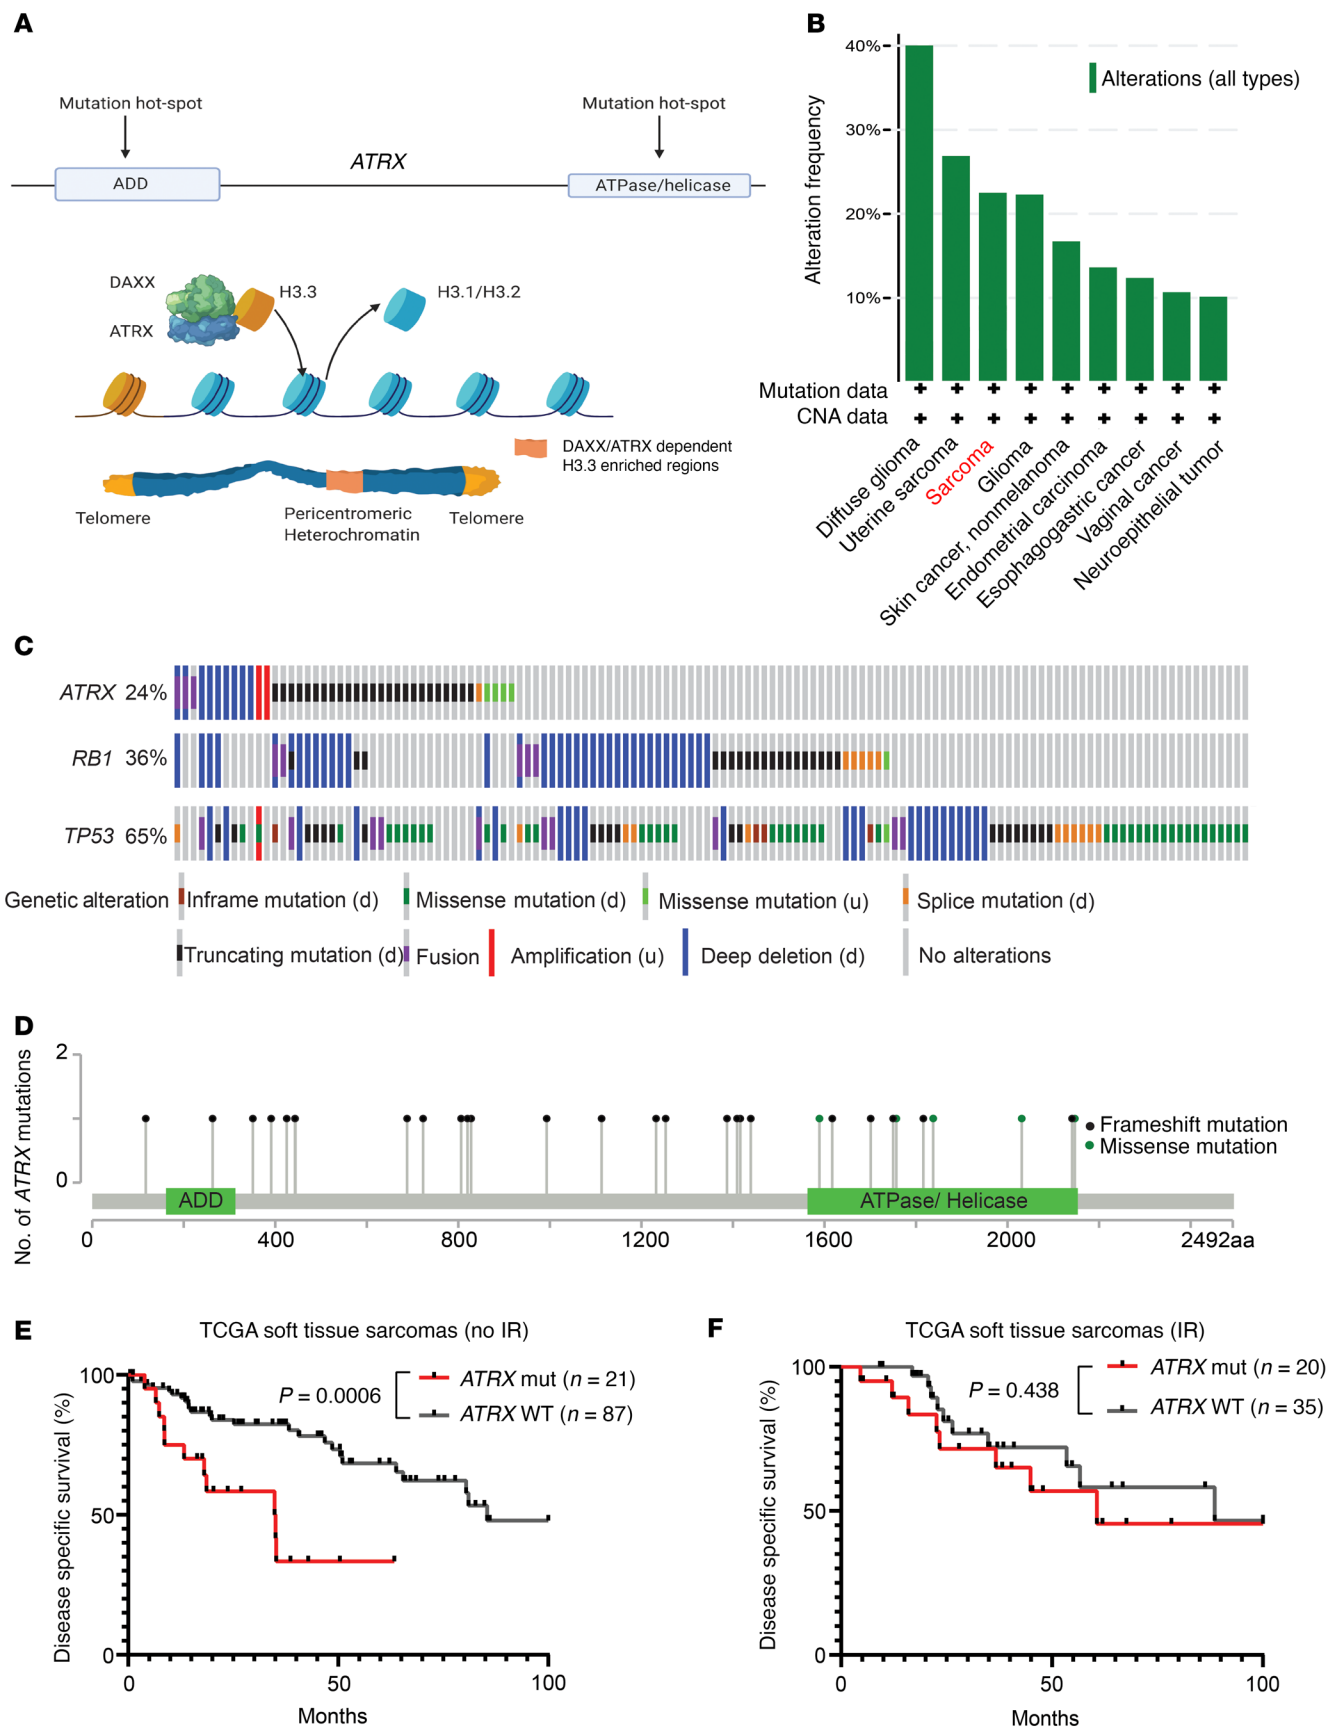 A
Mutation hot-spot
Mutation hot-spot
ATRX
ADD
ATPase/helicase
DAXX
H3.3
H3.1/H3.2
ATRX
DAXX/ATRX dependent
H3.3 enriched regions
Telomere
Pericentromeric
Heterochromatin
Telomere
B
40%
30%
20%
10%
Alteration frequency
Alterations (all types)
Mutation data + + + + + + + + +
CNA data + + + + + + + + +
Diffuse glioma
Uterine sarcoma
Sarcoma
Glioma
Skin cancer, nonmelanoma
Endometrial carcinoma
Esophagogastric cancer
Vaginal cancer
Neuroepithelial tumor
C
ATRX 24%
RB1 36%
TP53 65%
Genetic alteration
Inframe mutation (d)
Missense mutation (d)
Missense mutation (u)
Splice mutation (d)
Truncating mutation (d)
Fusion
Amplification (u)
Deep deletion (d)
No alterations
D
No. of ATRX mutations
2
0
Frameshift mutation
Missense mutation
ADD
ATPase/ Helicase
0 400 800 1200 1600 2000 2492aa
E
TCGA soft tissue sarcomas (no IR)
Disease specific survival (%)
100
50
0
P = 0.0006
ATRX mut (n = 21)
ATRX WT (n = 87)
0 50 100
Months
F
TCGA soft tissue sarcomas (IR)
Disease specific survival (%)
100
50
0
P = 0.438
ATRX mut (n = 20)
ATRX WT (n = 35)
0 50 100
Months